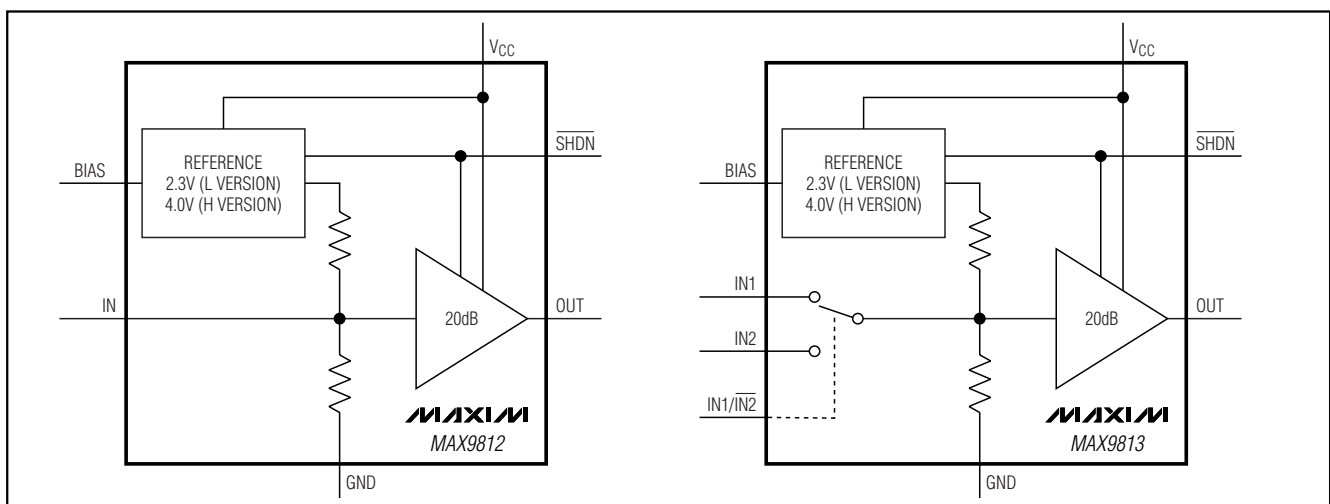 VCC
SHDN
BIAS
REFERENCE
2.3V (L VERSION)
4.0V (H VERSION)
IN
20dB
OUT
MAXIM
MAX9812
GND
VCC
SHDN
BIAS
REFERENCE
2.3V (L VERSION)
4.0V (H VERSION)
IN1
IN2
IN1/IN2
20dB
OUT
MAXIM
MAX9813
GND